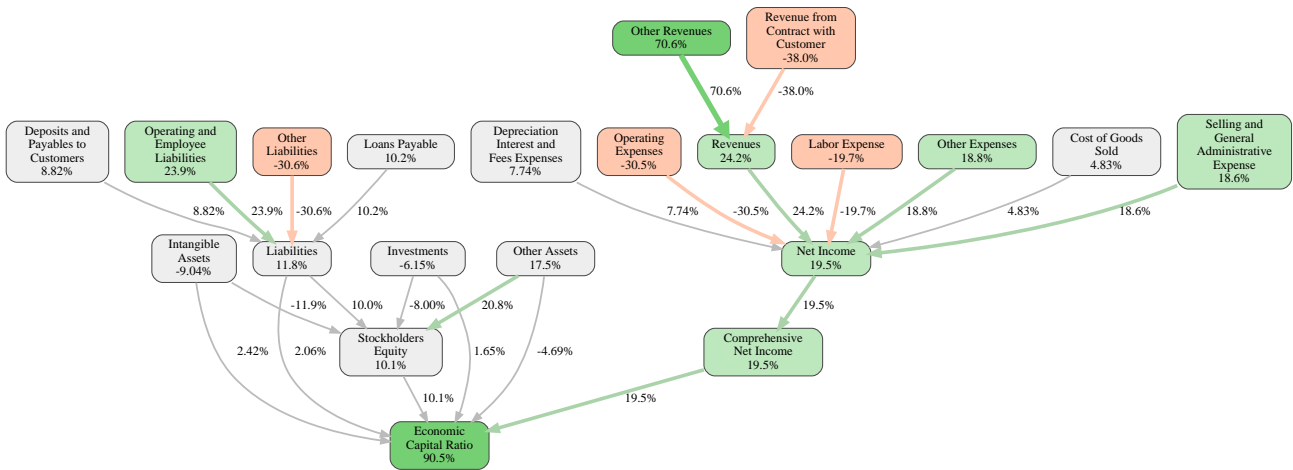 Other Revenues
70.6%
Revenue from
Contract with
Customer
-38.0%
70.6%
-38.0%
Deposits and
Payables to
Customers
8.82%
Operating and
Employee
Liabilities
23.9%
Other
Liabilities
-30.6%
Loans Payable
10.2%
Depreciation
Interest and
Fees Expenses
7.74%
Operating
Expenses
-30.5%
Revenues
24.2%
Labor Expense
-19.7%
Other Expenses
18.8%
Cost of Goods
Sold
4.83%
Selling and
General
Administrative
Expense
18.6%
8.82%
23.9%
-30.6%
10.2%
7.74%
-30.5%
24.2%
-19.7%
18.8%
4.83%
18.6%
Intangible
Assets
-9.04%
Liabilities
11.8%
Investments
-6.15%
Other Assets
17.5%
Net Income
19.5%
-11.9%
10.0%
-8.00%
20.8%
19.5%
2.42%
2.06%
Stockholders
Equity
10.1%
1.65%
-4.69%
Comprehensive
Net Income
19.5%
10.1%
19.5%
Economic
Capital Ratio
90.5%